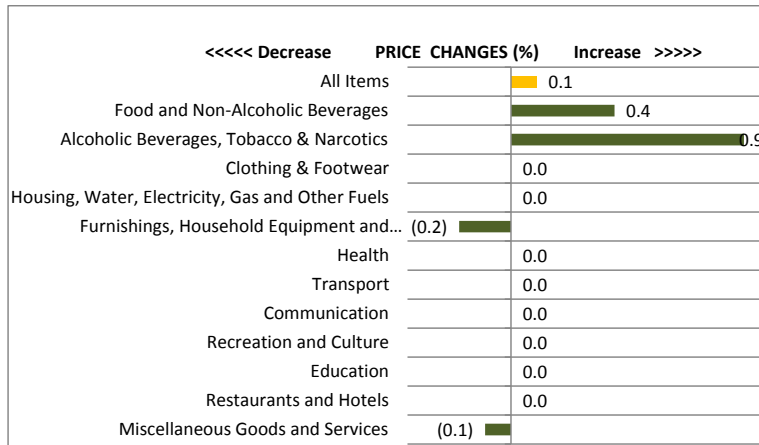 <<<<< Decrease PRICE CHANGES (%) Increase >>>>>
All Items 0.1
Food and Non-Alcoholic Beverages 0.4
Alcoholic Beverages, Tobacco & Narcotics 0.9
Clothing & Footwear 0.0
Housing, Water, Electricity, Gas and Other Fuels 0.0
Furnishings, Household Equipment and... (0.2)
Health 0.0
Transport 0.0
Communication 0.0
Recreation and Culture 0.0
Education 0.0
Restaurants and Hotels 0.0
Miscellaneous Goods and Services (0.1)